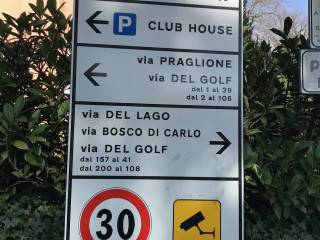 P CLUB HOUSE
via PRAGLIONE
via DEL GOLF
dal 1 al 39
dal 2 al 106
via DEL LAGO
via BOSCO DI CARLO
via DEL GOLF
dal 157 al 41
dal 200 al 108
30
P